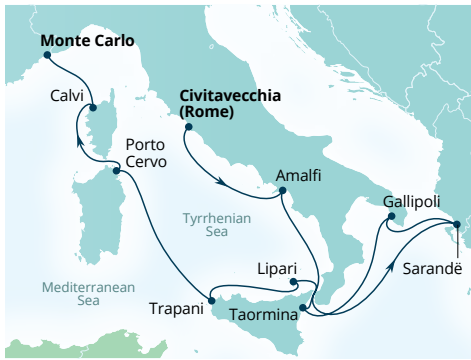 Monte Carlo
Calvi
Civitavecchia
(Rome)
Porto
Cervo
Amalfi
Gallipoli
Tyrrhenian
Sea
Lipari
Sarandë
Mediterranean
Sea
Trapani
Taormina